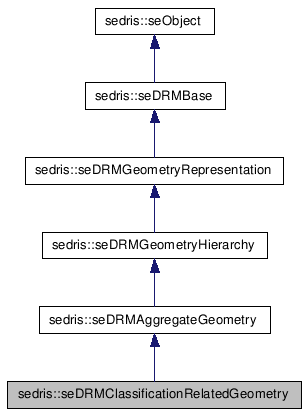 sedris::seObject
sedris::seDRMBase
sedris::seDRMGeometryRepresentation
sedris::seDRMGeometryHierarchy
sedris::seDRMAggregateGeometry
sedris::seDRMClassificationRelatedGeometry